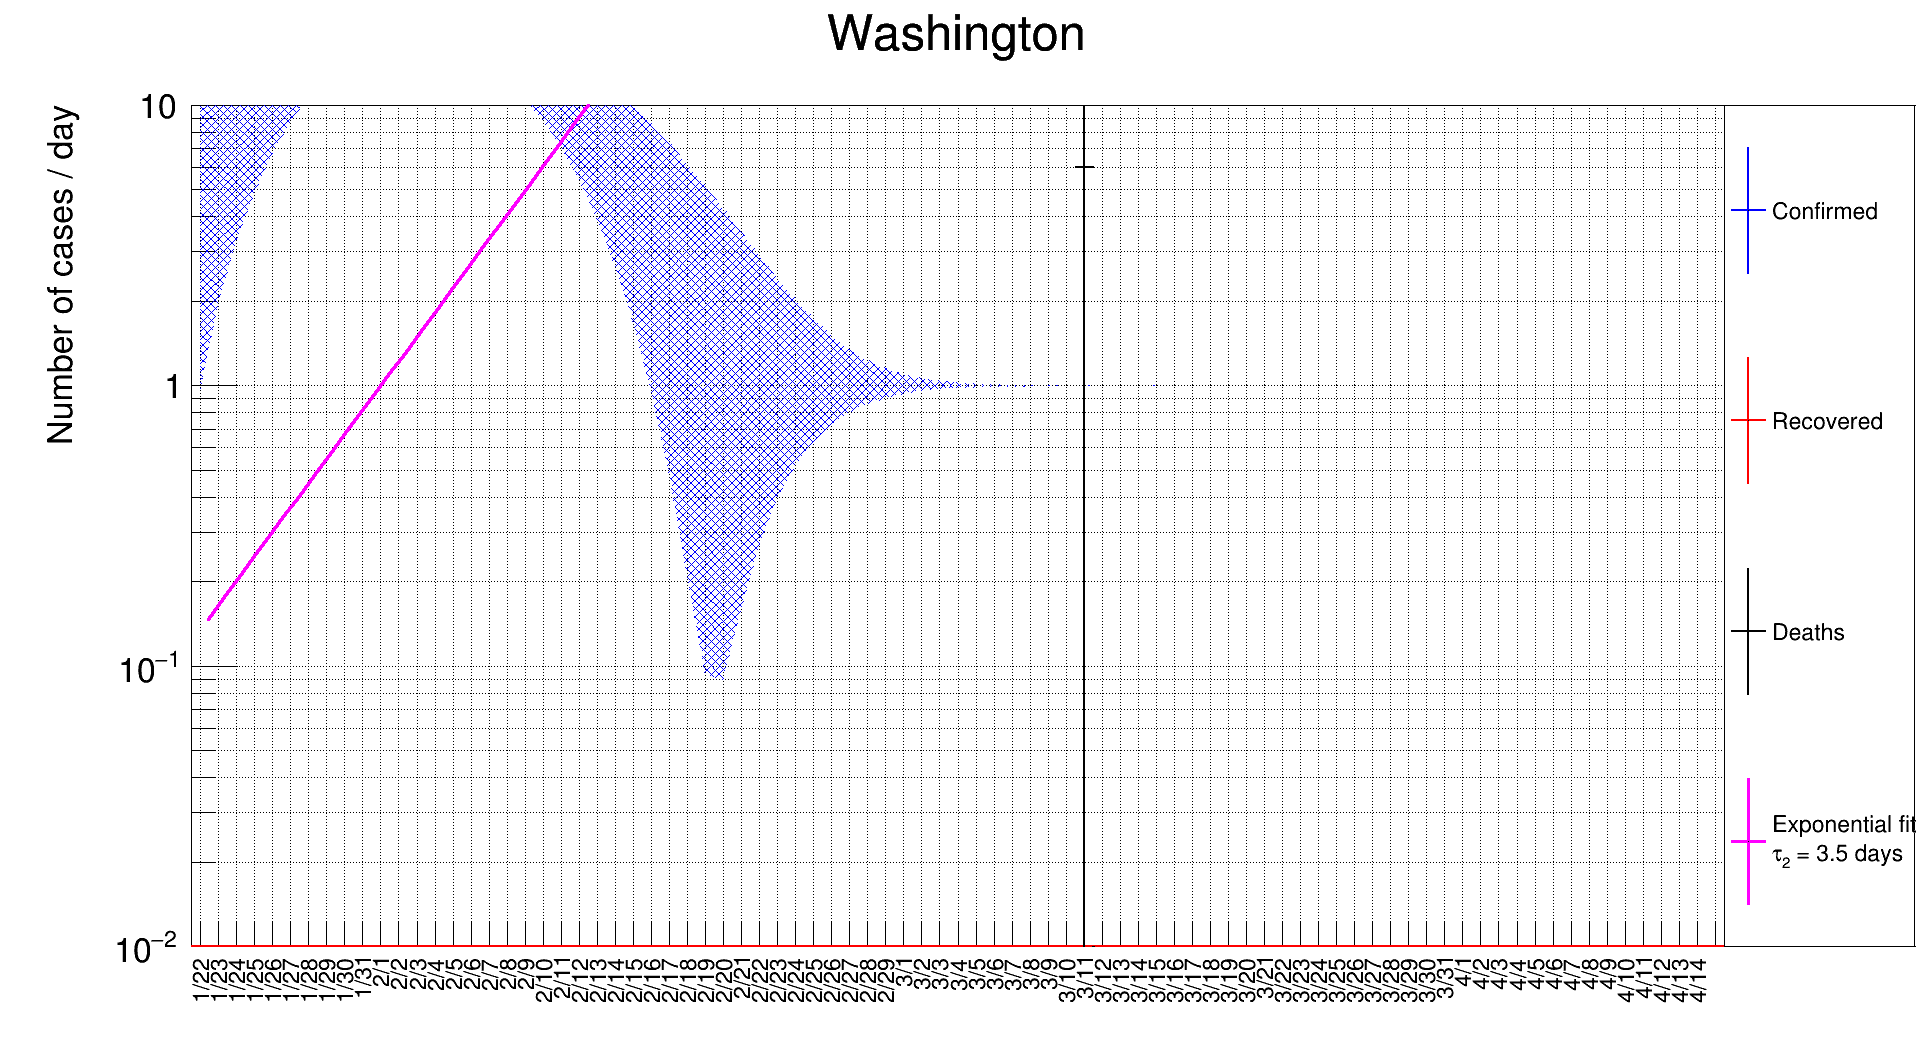 Washington
Number of cases / day
10
1
10⁻¹
10⁻²
1/22 1/23 1/24 1/25 1/26 1/27 1/28 1/29 1/30 1/31 2/1 2/2 2/3 2/4 2/5 2/6 2/7 2/8 2/9 2/10 2/11 2/12 2/13 2/14 2/15 2/16 2/17 2/18 2/19 2/20 2/21 2/22 2/23 2/24 2/25 2/26 2/27 2/28 2/29 3/1 3/2 3/3 3/4 3/5 3/6 3/7 3/8 3/9 3/10 3/11 3/12 3/13 3/14 3/15 3/16 3/17 3/18 3/19 3/20 3/21 3/22 3/23 3/24 3/25 3/26 3/27 3/28 3/29 3/30 3/31 4/1 4/2 4/3 4/4 4/5 4/6 4/7 4/8 4/9 4/10 4/11 4/12 4/13 4/14
Confirmed
Recovered
Deaths
Exponential fit
τ₂ = 3.5 days